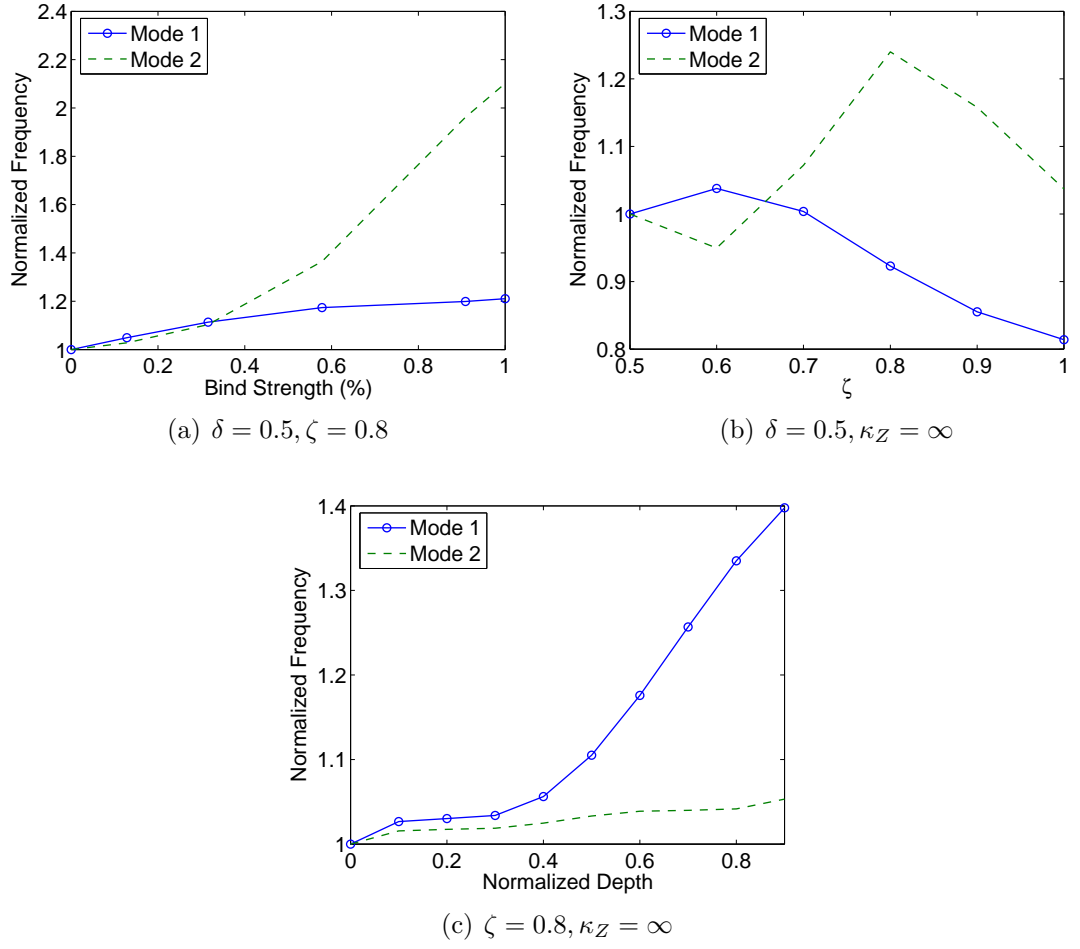 2.4
2.2
2
1.8
1.6
1.4
1.2
1
0
0.2
0.4
0.6
0.8
1
Normalized Frequency
Bind Strength (%)
Mode 1
Mode 2
(a) δ = 0.5, ζ = 0.8
1.3
1.2
1.1
1
0.9
0.8
0.5
0.6
0.7
0.8
0.9
1
Normalized Frequency
ζ
Mode 1
Mode 2
(b) δ = 0.5, κ_Z = ∞
1.4
1.3
1.2
1.1
1
0
0.2
0.4
0.6
0.8
Normalized Frequency
Normalized Depth
Mode 1
Mode 2
(c) ζ = 0.8, κ_Z = ∞